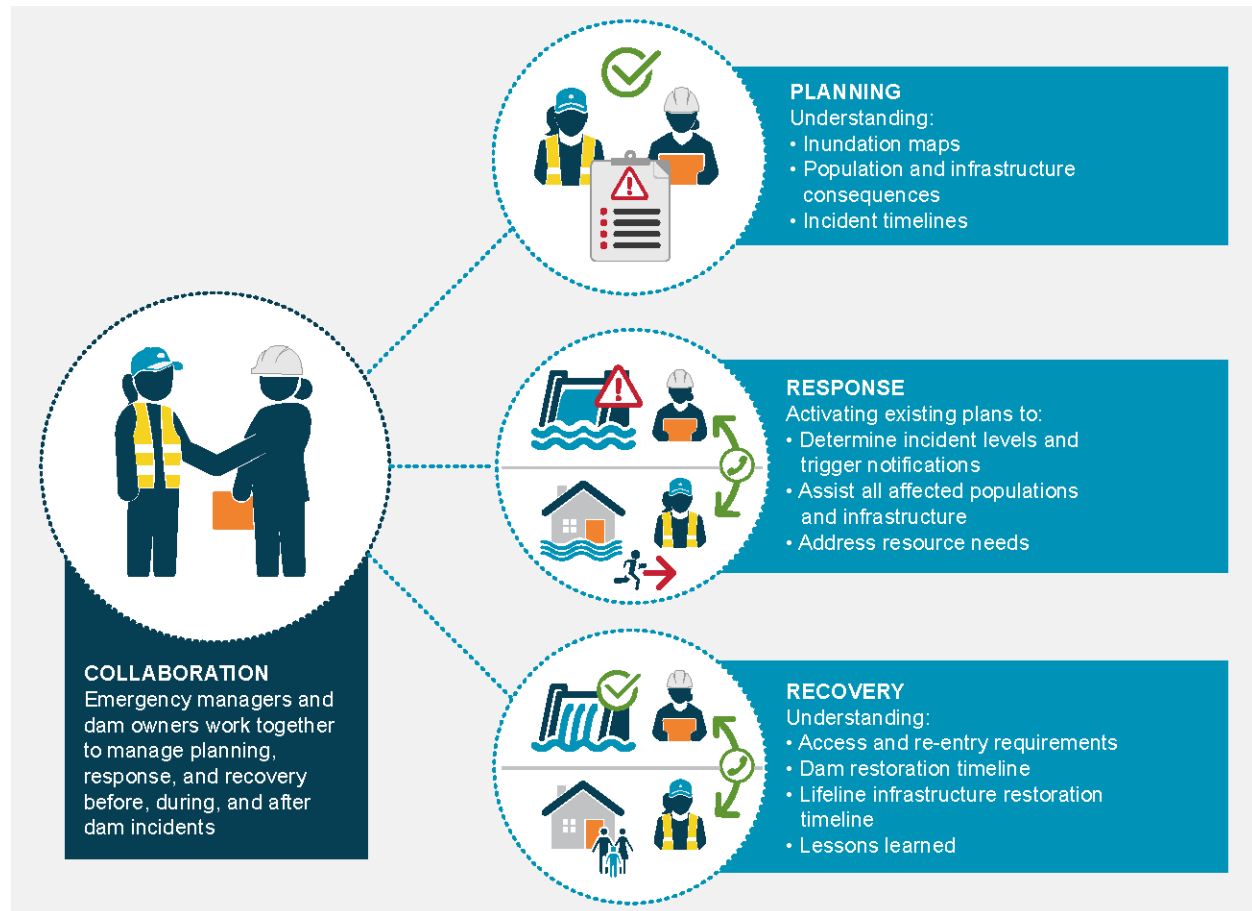 PLANNING
Understanding:
• Inundation maps
• Population and infrastructure
consequences
• Incident timelines
RESPONSE
Activating existing plans to:
• Determine incident levels and
trigger notifications
• Assist all affected populations
and infrastructure
• Address resource needs
COLLABORATION
Emergency managers and
dam owners work together
to manage planning,
response, and recovery
before, during, and after
dam incidents
RECOVERY
Understanding:
• Access and re-entry requirements
• Dam restoration timeline
• Lifeline infrastructure restoration
timeline
• Lessons learned